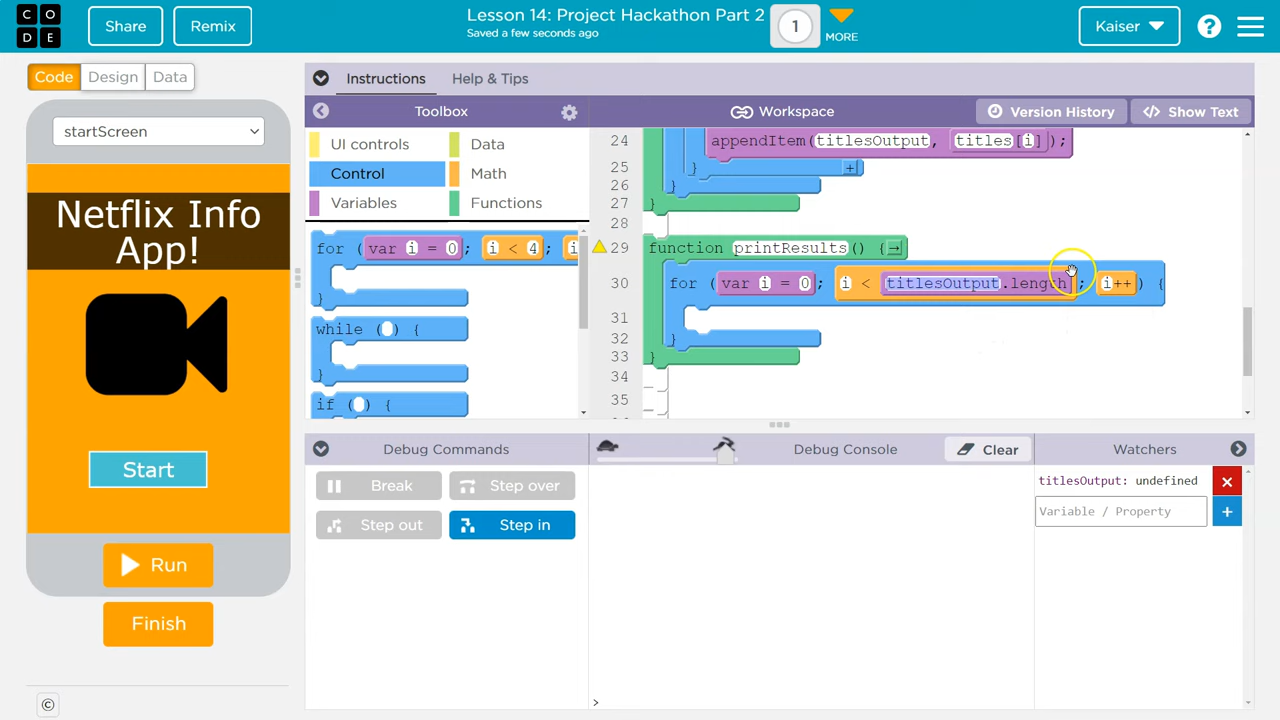 C O
D E
Share
Remix
Lesson 14: Project Hackathon Part 2
Saved a few seconds ago
1
MORE
Kaiser
?
Code
Design
Data
startScreen
Netflix Info
App!
Start
Run
Finish
©
Instructions
Help & Tips
Toolbox
UI controls
Data
Control
Math
Variables
Functions
for (var i = 0; i < 4; i
}
while () {
}
if () {
Workspace
Version History
Show Text
24 appendItem(titlesOutput, titles[i]);
25 } +
26 }
27 }
28
29 function printResults() {
30 for (var i = 0; i < titlesOutput.length; i++) {
31
32 }
33 }
34
35
Debug Commands
Break
Step over
Step out
Step in
Debug Console
Clear
>
Watchers
titlesOutput: undefined
Variable / Property
+